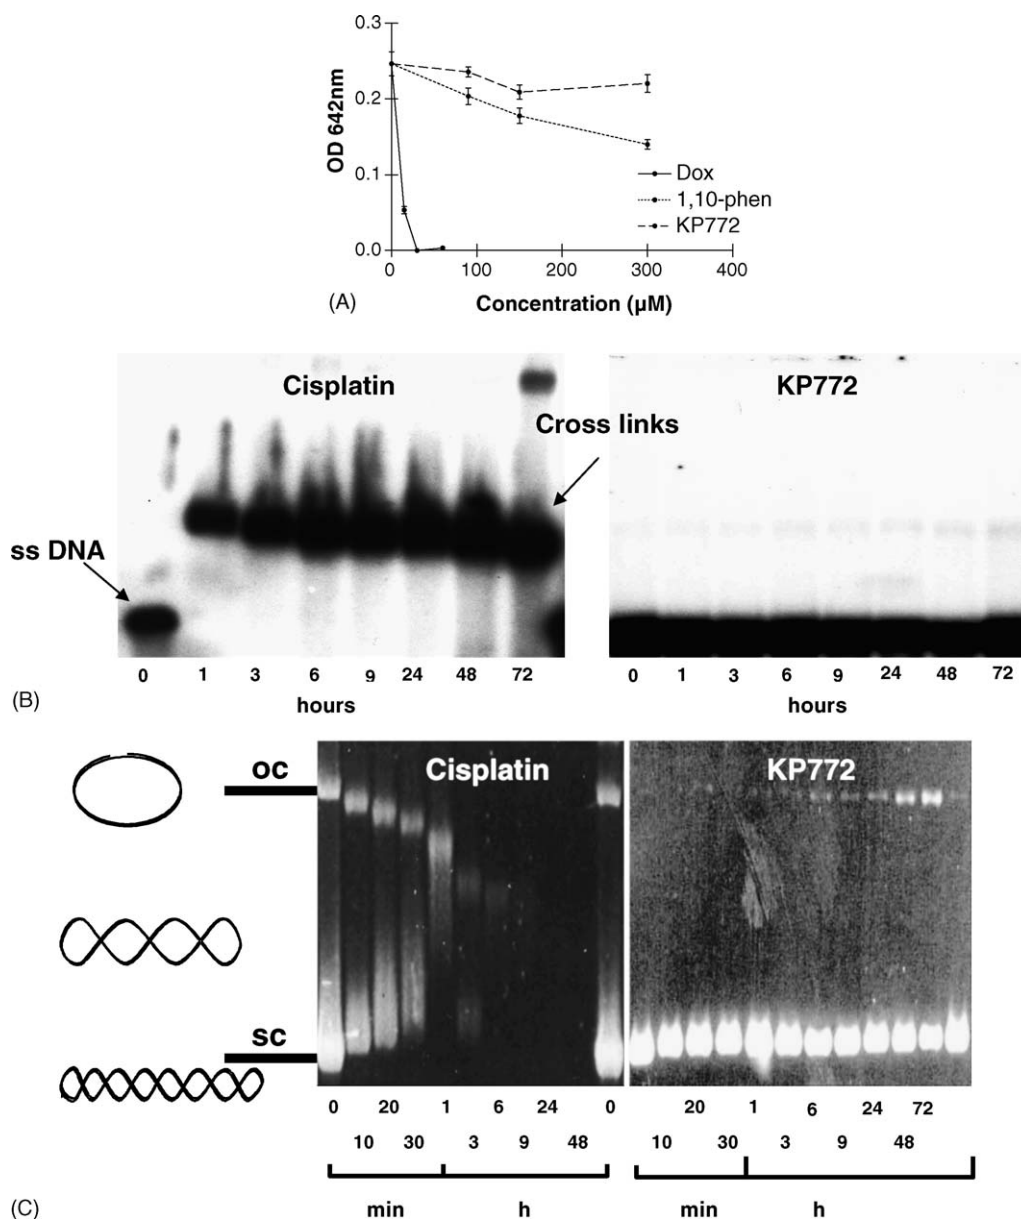 0.3
0.2
0.1
0.0
OD 642nm
0 100 200 300 400
Concentration (µM)
Dox
1,10-phen
KP772
(A)
Cisplatin
Cross links
ss DNA
0 1 3 6 9 24 48 72
hours
KP772
0 1 3 6 9 24 48 72
hours
(B)
oc
sc
Cisplatin
0 20 1 6 24 0
10 30 3 9 48
min h
KP772
20 1 6 24 72
10 30 3 9 48
min h
(C)